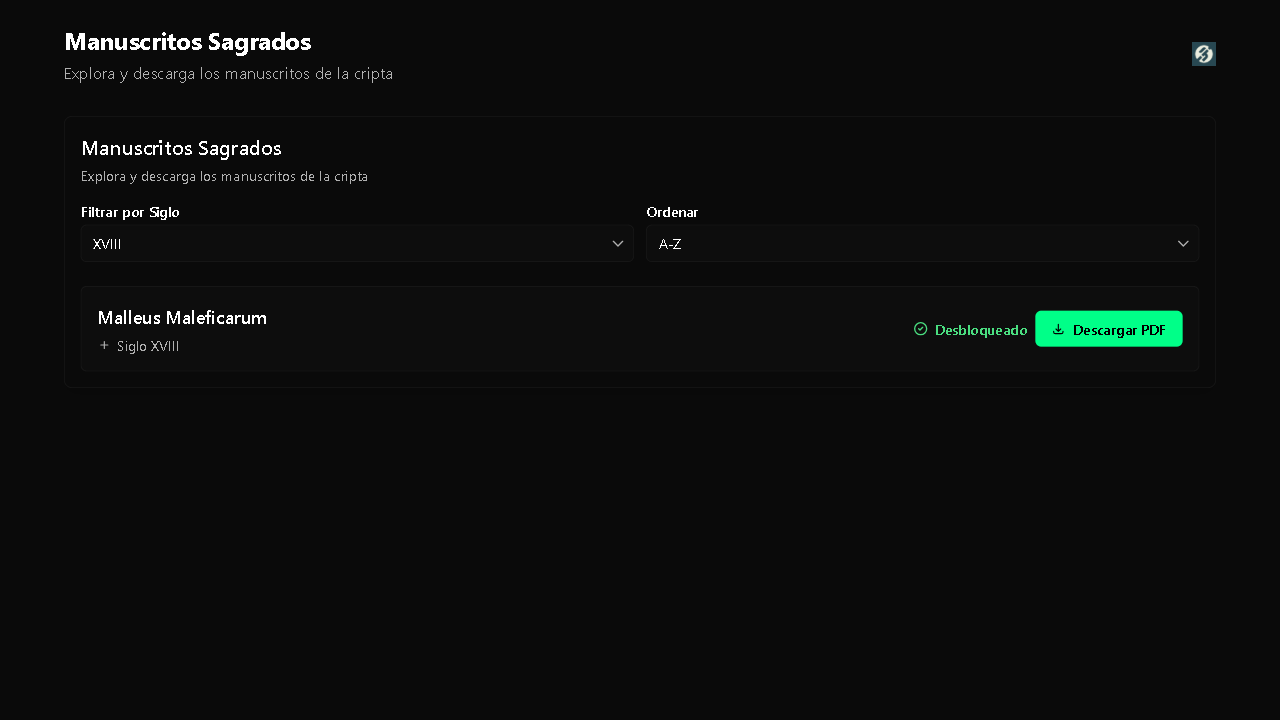 Manuscritos Sagrados
Explora y descarga los manuscritos de la cripta
Manuscritos Sagrados
Explora y descarga los manuscritos de la cripta
Filtrar por Siglo
Ordenar
XVIII
A-Z
Malleus Maleficarum
Siglo XVIII
Desbloqueado
Descargar PDF